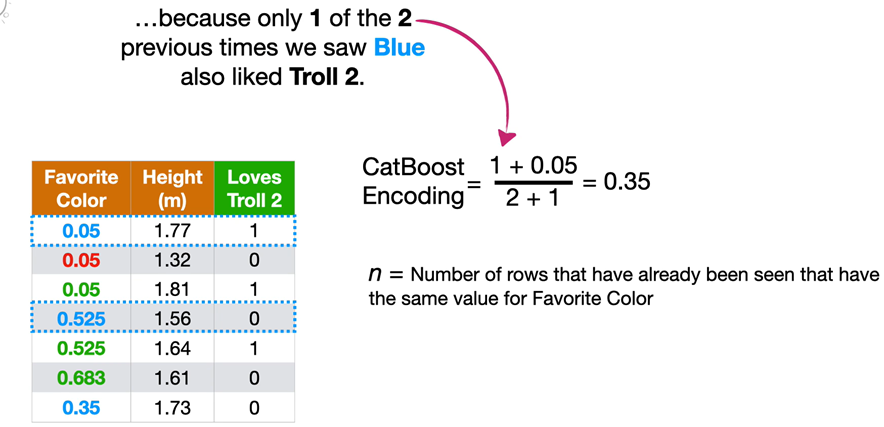 ...because only 1 of the 2
previous times we saw Blue
also liked Troll 2.
CatBoost Encoding = 1 + 0.05 / 2 + 1 = 0.35
n = Number of rows that have already been seen that have
the same value for Favorite Color
Favorite Color Height (m) Loves Troll 2
0.05 1.77 1
0.05 1.32 0
0.05 1.81 1
0.525 1.56 0
0.525 1.64 1
0.683 1.61 0
0.35 1.73 0